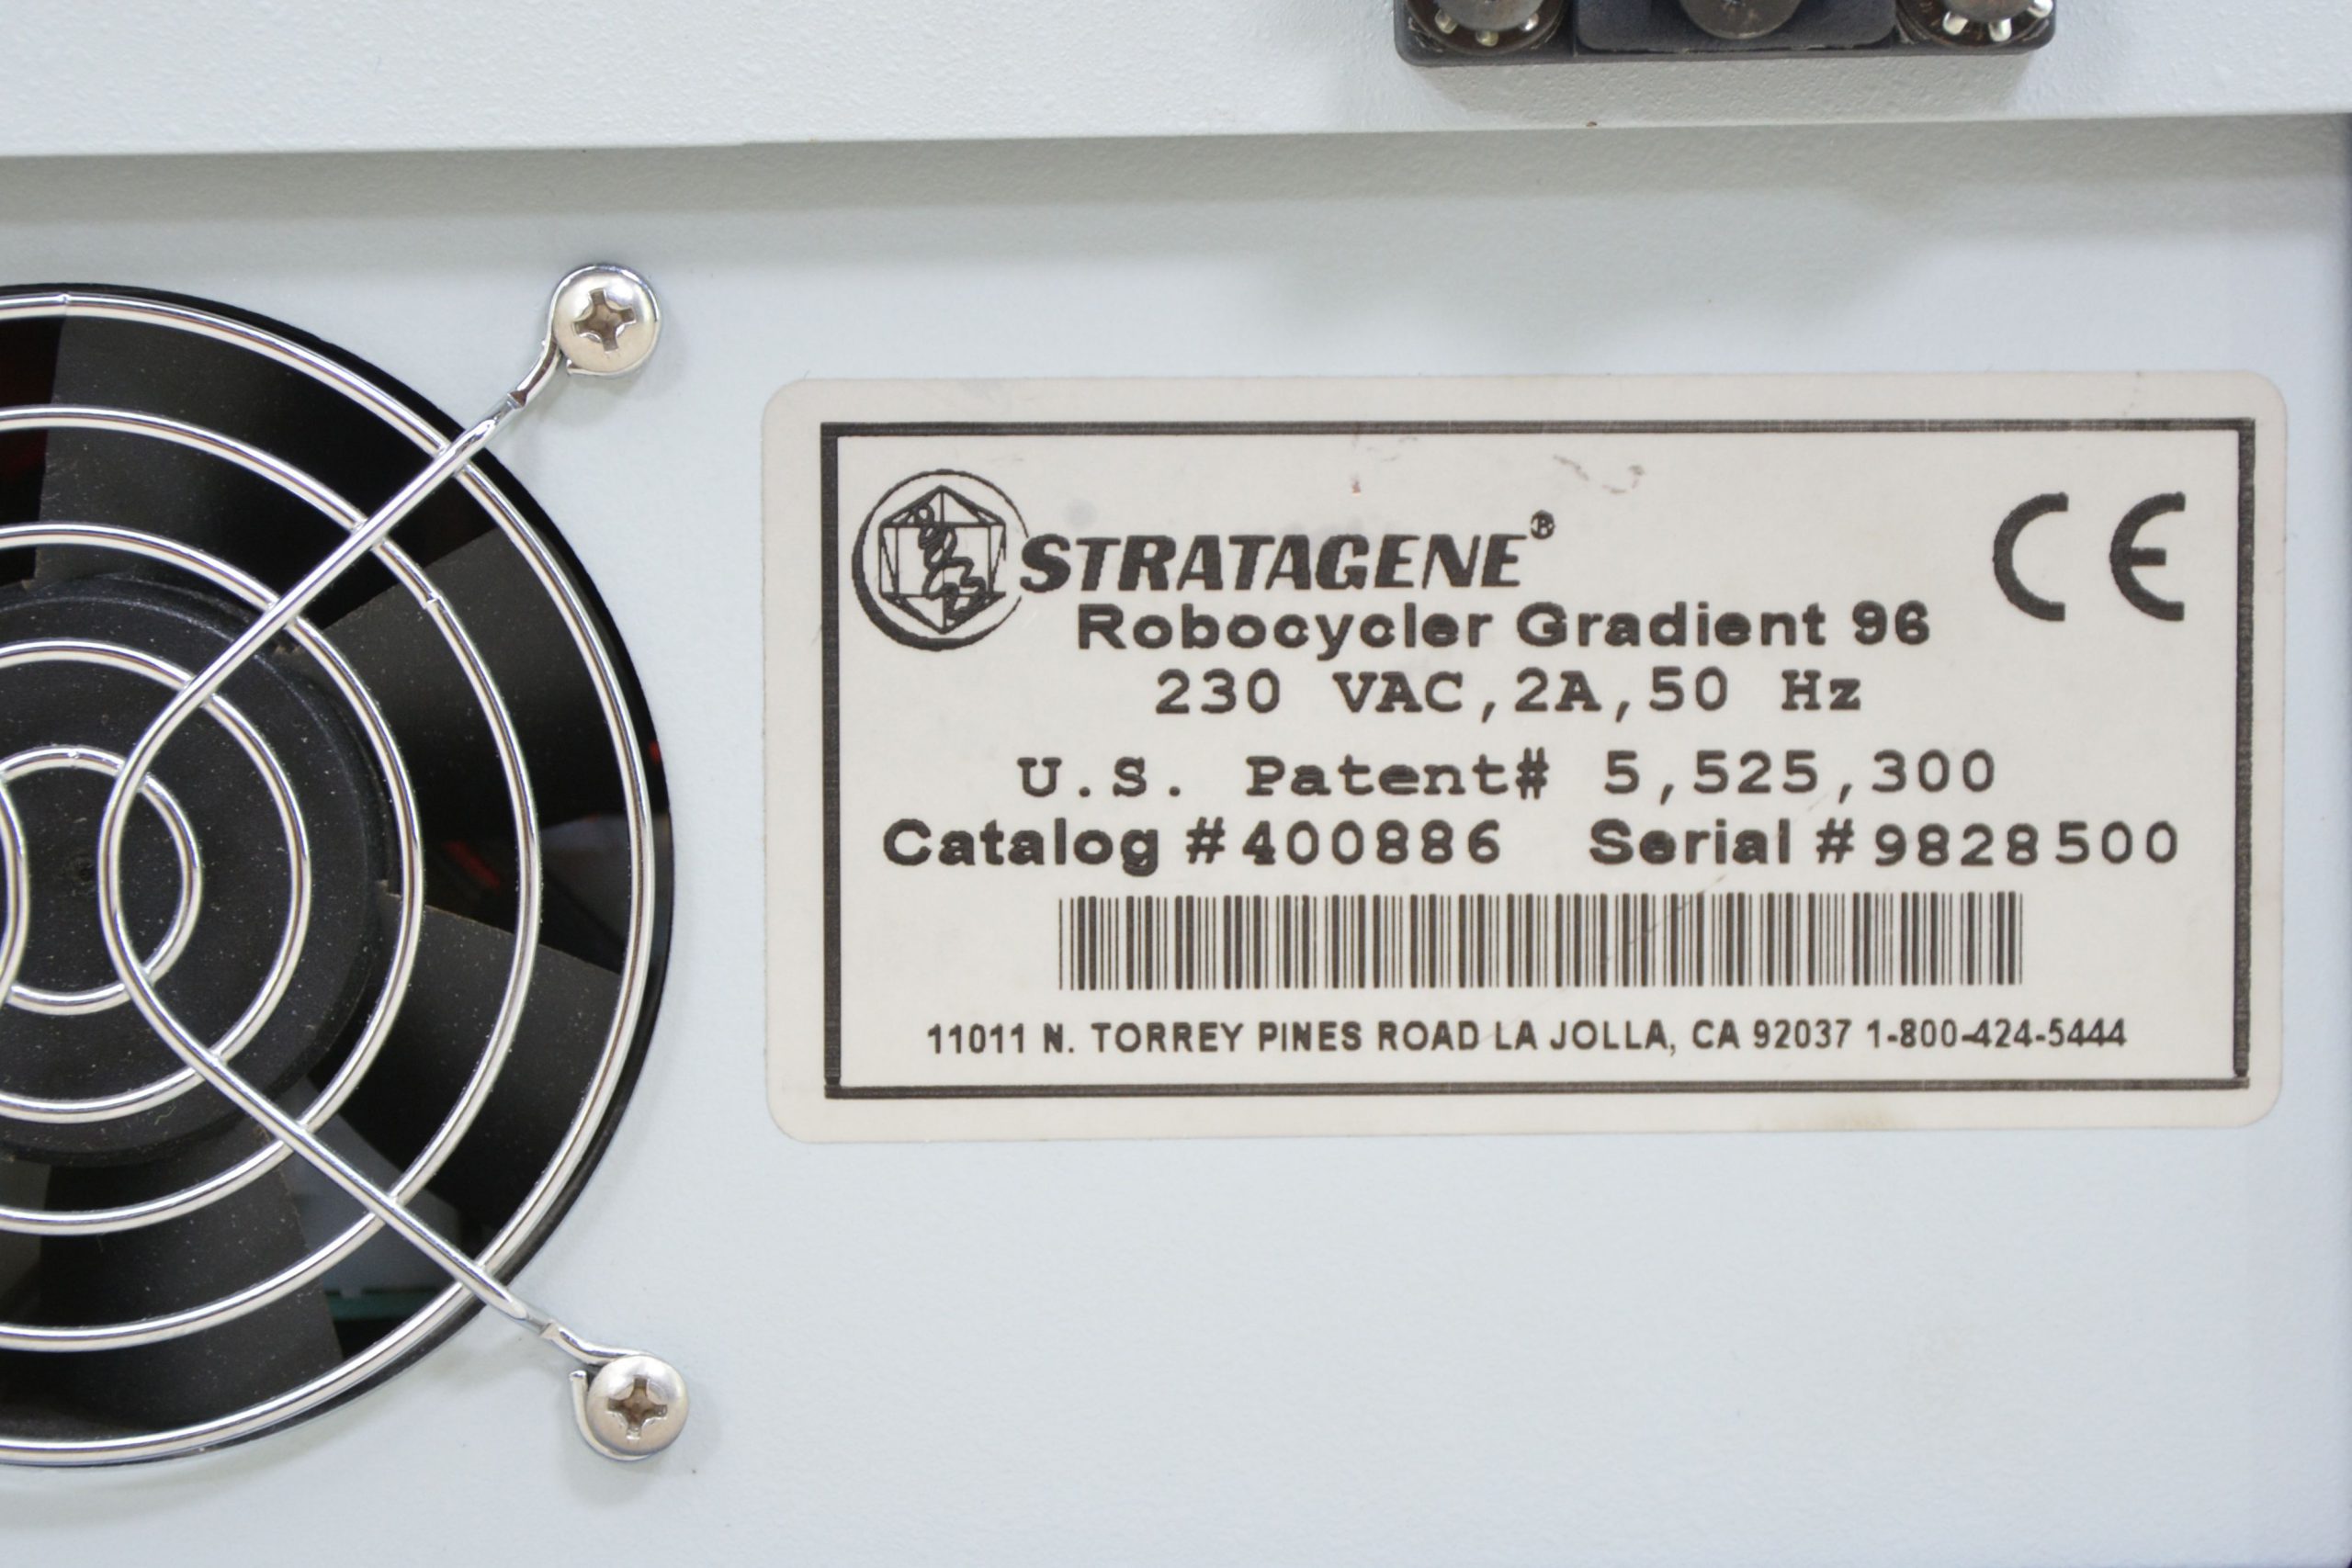 STRATAGENE®
CE
Robocycler Gradient 96
230 VAC,2A,50 Hz
U.S. Patent# 5,525,300
Catalog #400886 Serial #9828500
11011 N. TORREY PINES ROAD LA JOLLA, CA 92037 1-800-424-5444